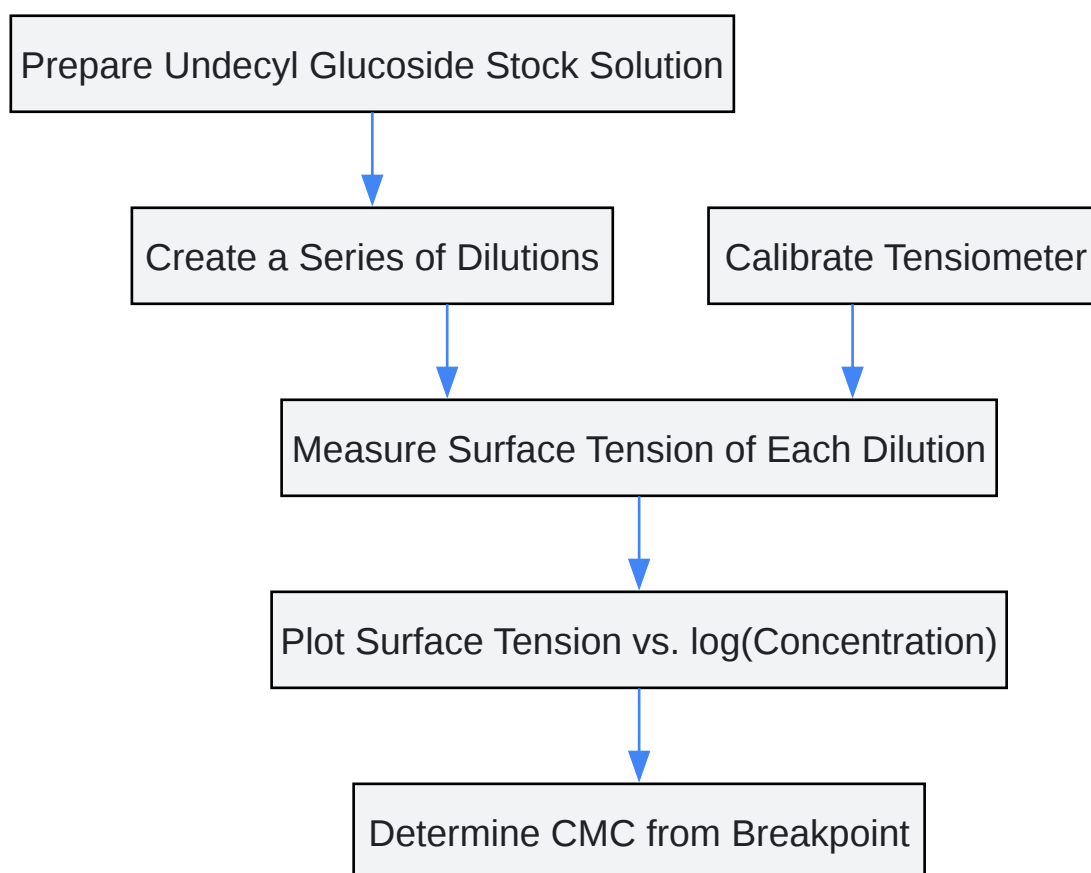 Prepare Undecyl Glucoside Stock Solution
Create a Series of Dilutions
Calibrate Tensiometer
Measure Surface Tension of Each Dilution
Plot Surface Tension vs. log(Concentration)
Determine CMC from Breakpoint